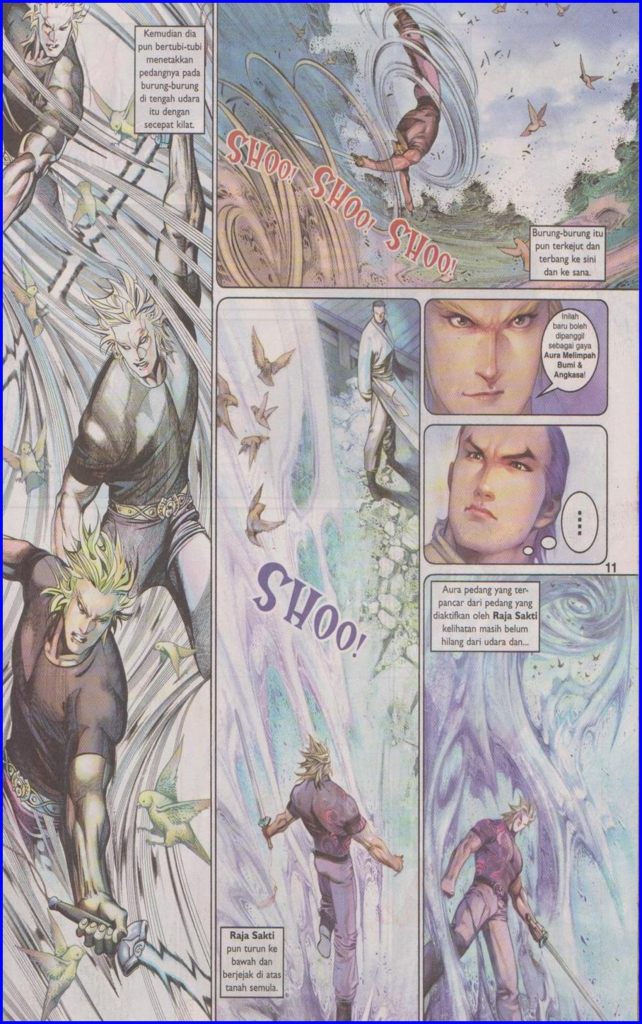 Kemudian dia
pun bertubi-tubi
menetakkan
pedangnya pada
burung-burung
di tengah udara
itu dengan
secepat kilat.
SHOO! SHOO! SHOO!
Burung-burung itu
pun terkejut dan
terbang ke sini
dan ke sana.
Inilah
baru boleh
dipanggil
sebagai gaya
Aura Melimpah
Bumi &
Angkasa!
....
11
SHOO!
Raja Sakti
pun turun ke
bawah dan
berjejak di atas
tanah semula.
Aura pedang yang ter-
pancar dari pedang yang
diaktifkan oleh Raja Sakti
kelihatan masih belum
hilang dari udara dan...